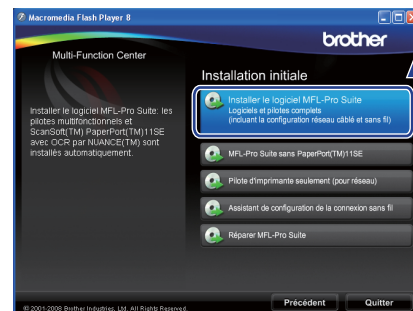 Macromedia Flash Player 8
brother
Multi-Function Center
Installation initiale
Installer le logiciel MFL-Pro Suite: les
pilotes multifonctionnels et
ScanSoft(TM) PaperPort(TM)11SE
avec OCR par NUANCE(TM) sont
installés automatiquement.
Installer le logiciel MFL-Pro Suite
Logiciels et pilotes complets
(incluant la configuration réseau câblé et sans fil)
MFL-Pro Suite sans PaperPort(TM)11SE
Pilote d'imprimante seulement (pour réseau)
Assistant de configuration de la connexion sans fil
Réparer MFL-Pro Suite
Précédent
Quitter
© 2001-2008 Brother Industries, Ltd. All Rights Reserved.